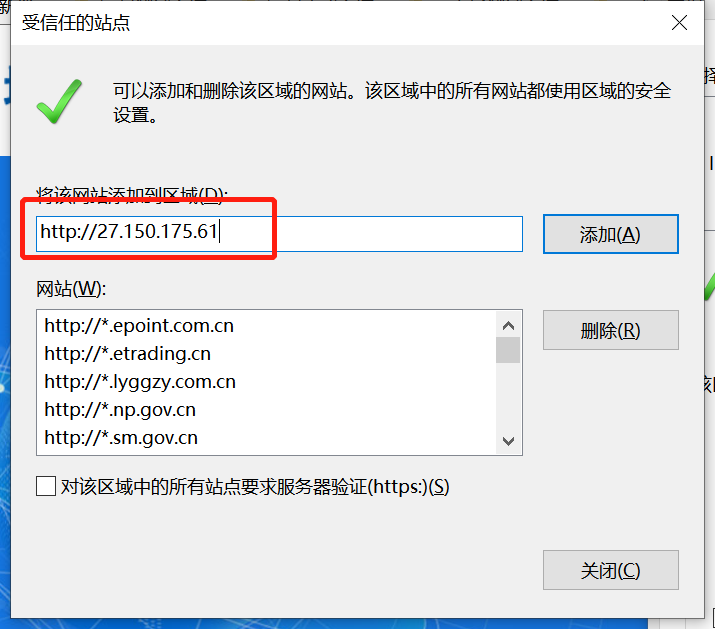 受信任的站点
可以添加和删除该区域的网站。该区域中的所有网站都使用区域的安全
设置。
将该网站添加到区域(D):
http://27.150.175.61
添加(A)
网站(W):
http://*.epoint.com.cn
http://*.etrading.cn
http://*.lyggzy.com.cn
http://*.np.gov.cn
http://*.sm.gov.cn
删除(R)
对该区域中的所有站点要求服务器验证(https:)(S)
关闭(C)